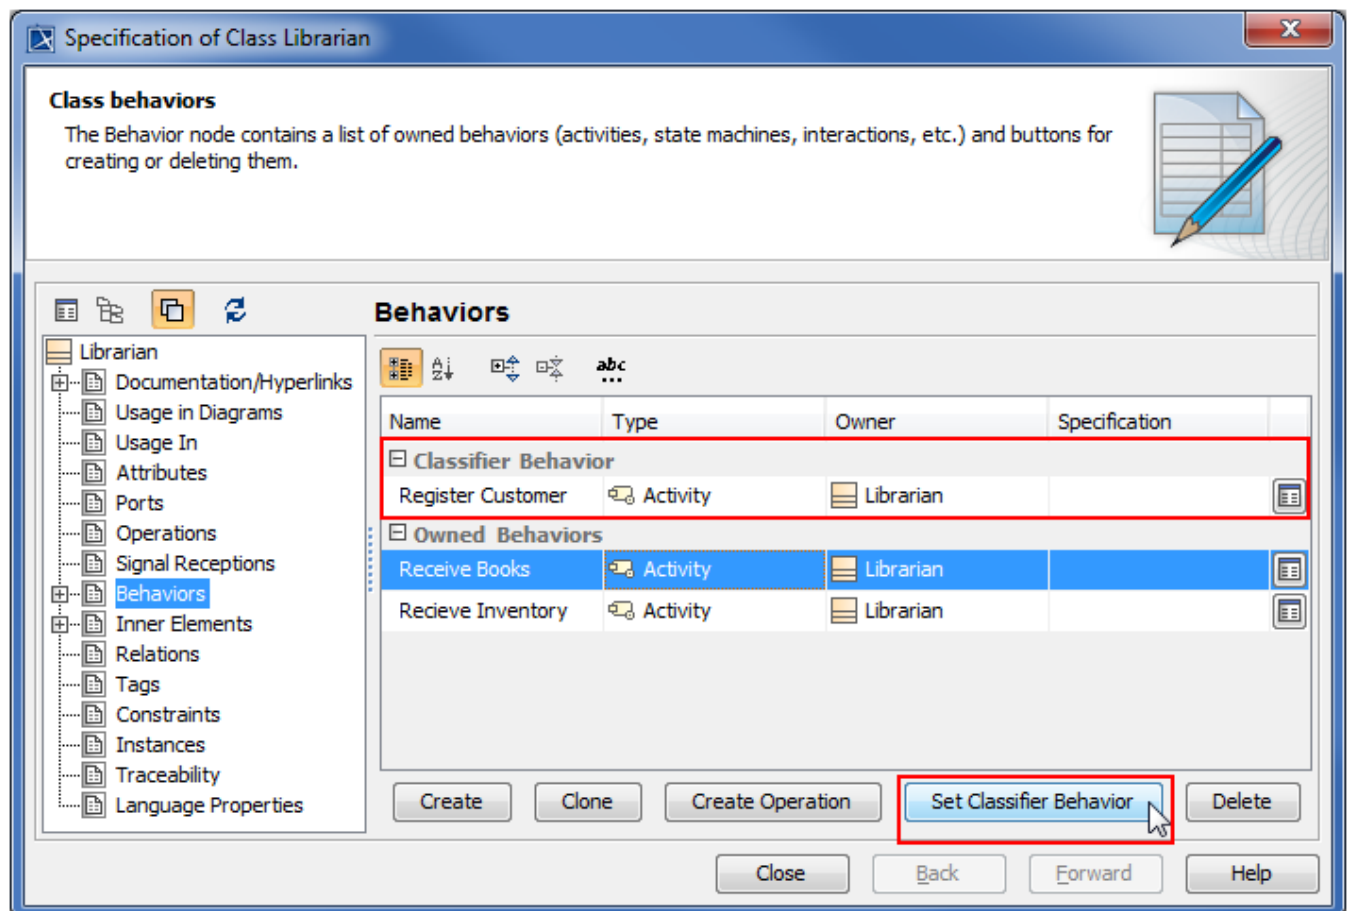 Specification of Class Librarian
Class behaviors
The Behavior node contains a list of owned behaviors (activities, state machines, interactions, etc.) and buttons for
creating or deleting them.
Librarian
Documentation/Hyperlinks
Usage in Diagrams
Usage In
Attributes
Ports
Operations
Signal Receptions
Behaviors
Inner Elements
Relations
Tags
Constraints
Instances
Traceability
Language Properties
Behaviors
abc
Name Type Owner Specification
Classifier Behavior
Register Customer Activity Librarian
Owned Behaviors
Receive Books Activity Librarian
Recieve Inventory Activity Librarian
Create Clone Create Operation Set Classifier Behavior Delete
Close Back Forward Help